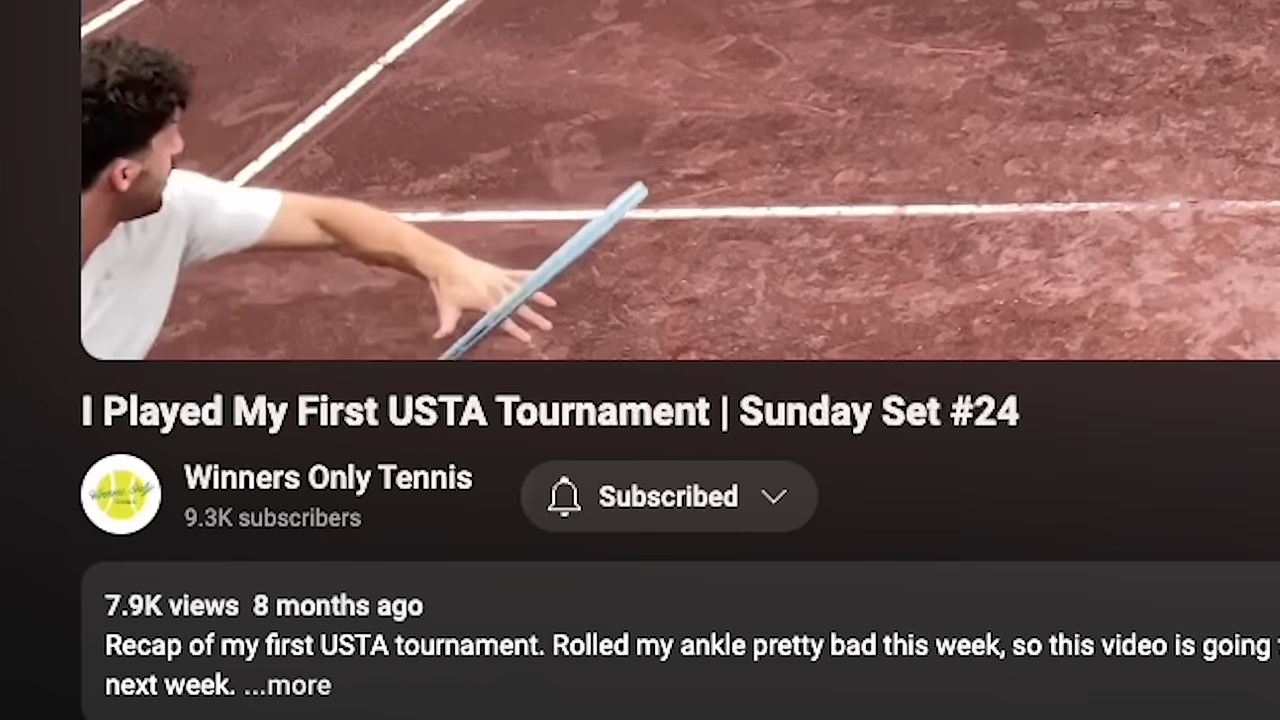 I Played My First USTA Tournament | Sunday Set #24
Winners Only Tennis
9.3K subscribers
Subscribed
7.9K views 8 months ago
Recap of my first USTA tournament. Rolled my ankle pretty bad this week, so this video is going
next week. ...more